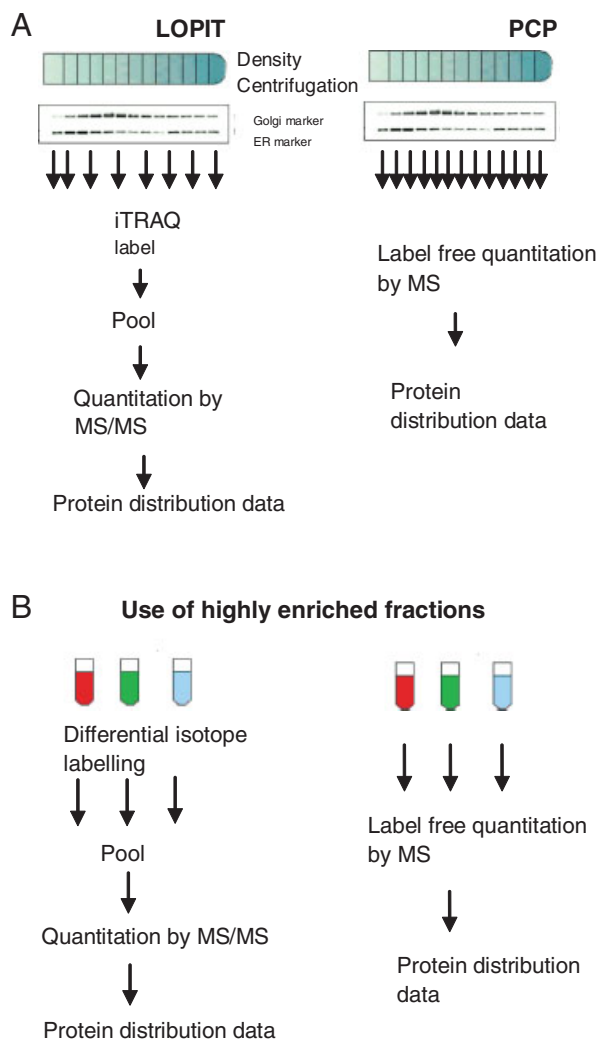 A
LOPIT
PCP
Density
Centrifugation
Golgi marker
ER marker
iTRAQ
label
Pool
Quantitation by
MS/MS
Protein distribution data
Label free quantitation
by MS
Protein
distribution data
B
Use of highly enriched fractions
Differential isotope
labelling
Pool
Quantitation by MS/MS
Protein distribution data
Label free quantitation
by MS
Protein distribution
data